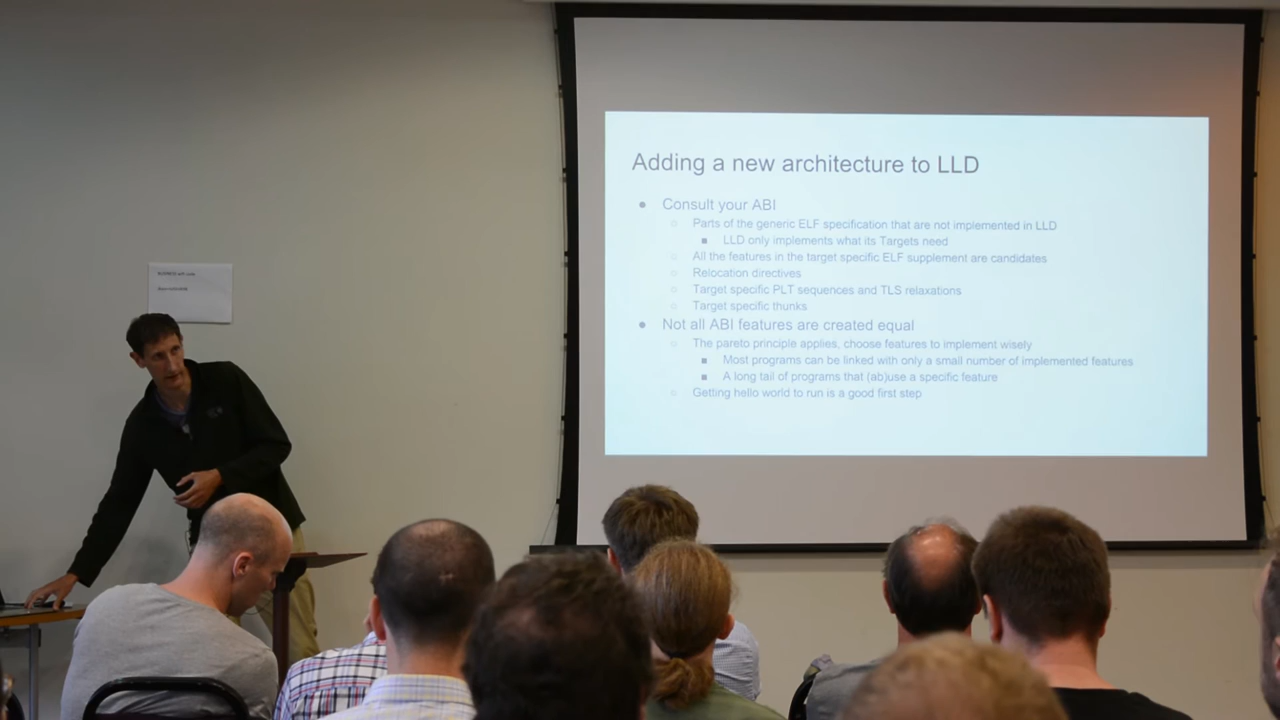 Adding a new architecture to LLD
● Consult your ABI
○ Parts of the generic ELF specification that are not implemented in LLD
■ LLD only implements what its Targets need
○ All the features in the target specific ELF supplement are candidates
○ Relocation directives
○ Target specific PLT sequences and TLS relaxations
○ Target specific thunks
● Not all ABI features are created equal
○ The pareto principle applies, choose features to implement wisely
■ Most programs can be linked with only a small number of implemented features
■ A long tail of programs that (ab)use a specific feature
○ Getting hello world to run is a good first step